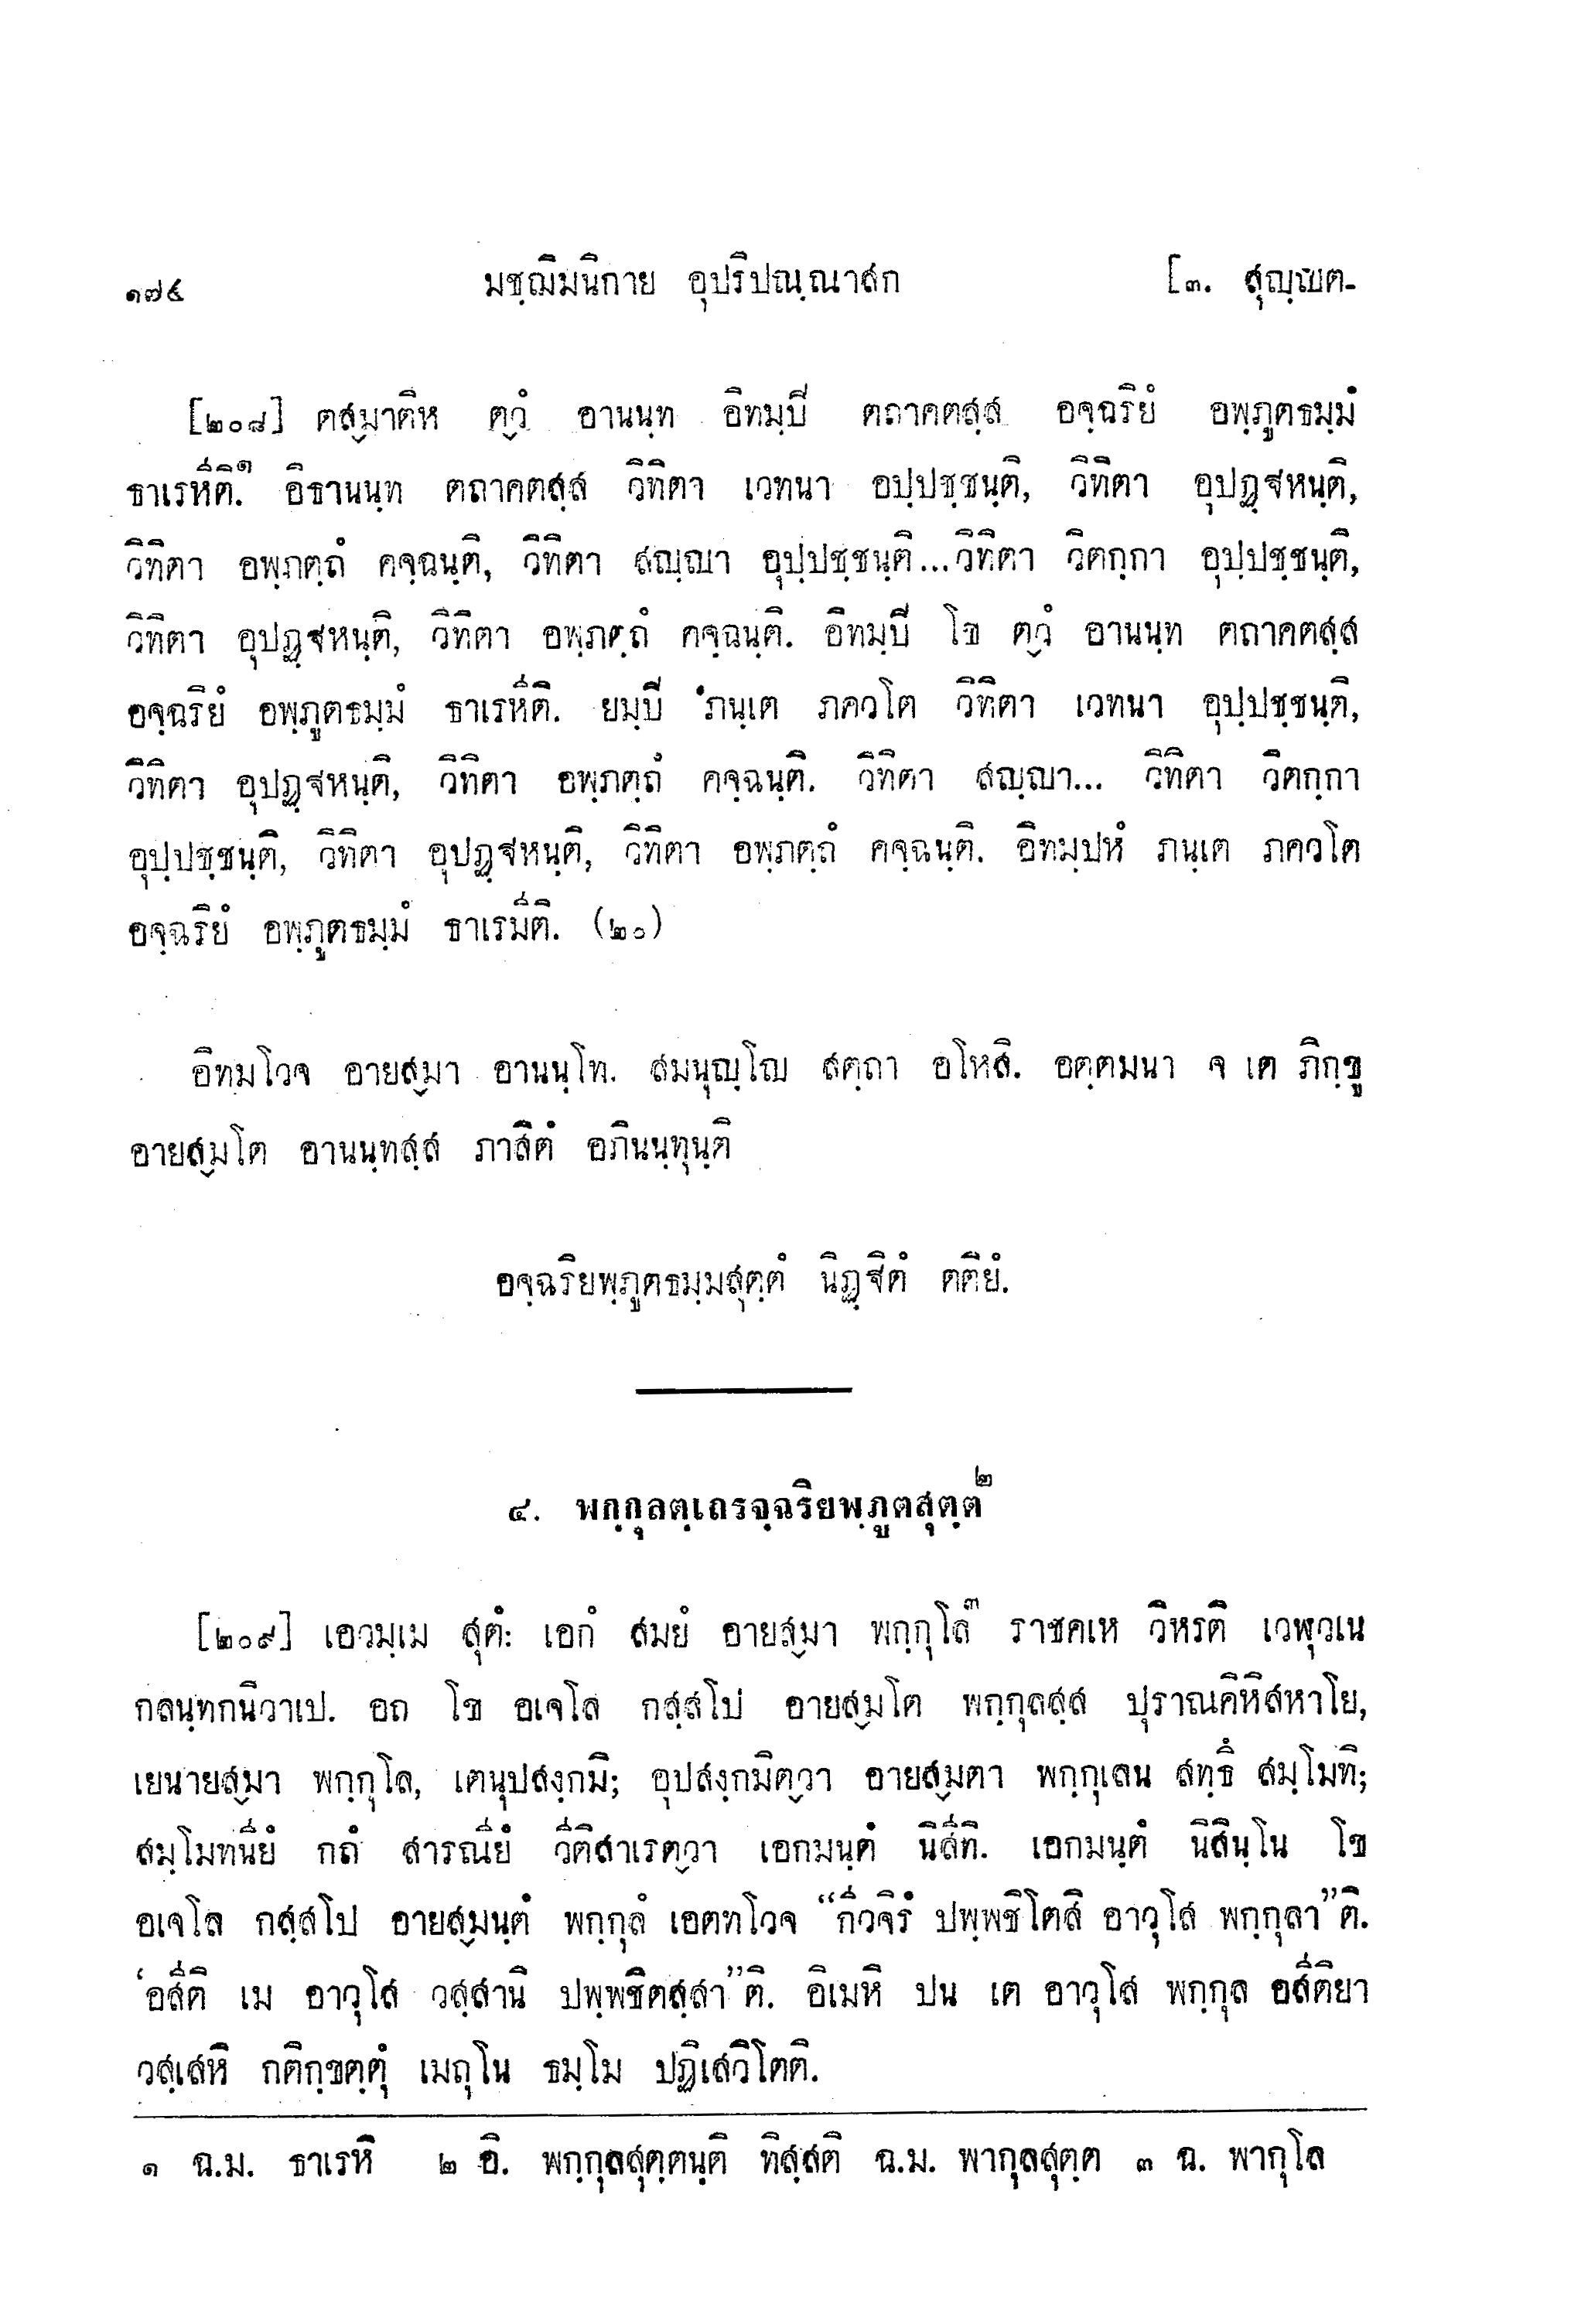 ๑๗๔ มชฺฌิมนิกาย อุปริปณฺณาสก [๓. สุญฺญต-
[๒๐๘] ตสฺมาติห ตฺวํ อานนฺท อิทมฺปิ ตถาคตสฺส อจฺฉริยํ อพฺภูตธมฺมํ
ธาเรหีติ.๑ อิธานนฺท ตถาคตสฺส วิทิตา เวทนา อปฺปชฺชนฺติ, วิทิตา อุปฏฺฐหนฺติ,
วิทิตา อพฺภตฺถํ คจฺฉนฺติ, วิทิตา สญฺญา อุปฺปชฺชนฺติ...วิทิตา วิตกฺกา อุปฺปชฺชนฺติ,
วิทิตา อุปฏฺฐหนฺติ, วิทิตา อพฺภตฺถํ คจฺฉนฺติ. อิทมฺปิ โข ตฺวํ อานนฺท ตถาคตสฺส
อจฺฉริยํ อพฺภูตธมฺมํ ธาเรหีติ. ยมฺปิ ภนฺเต ภควโต วิทิตา เวทนา อุปฺปชฺชนฺติ,
วิทิตา อุปฏฺฐหนฺติ, วิทิตา อพฺภตฺถํ คจฺฉนฺติ. วิทิตา สญฺญา... วิทิตา วิตกฺกา
อุปฺปชฺชนฺติ, วิทิตา อุปฏฺฐหนฺติ, วิทิตา อพฺภตฺถํ คจฺฉนฺติ. อิทมฺปหํ ภนฺเต ภควโต
อจฺฉริยํ อพฺภูตธมฺมํ ธาเรมีติ. (๒๐)
อิทมโวจ อายสฺมา อานนฺโท. สมนุญฺโญ สตฺถา อโหสิ. อตฺตมนา จ เต ภิกฺขู
อายสฺมโต อานนฺทสฺส ภาสิตํ อภินนฺทุนฺติ
อจฺฉริยพฺภูตธมฺมสุตฺตํ นิฏฺฐิตํ ตติยํ.
๔. พกฺกุลตฺเถรจฺฉริยพฺภูตสุตฺต๒
[๒๐๙] เอวมฺเม สุตํ: เอกํ สมยํ อายสฺมา พกฺกุโล๓ ราชคเห วิหรติ เวฬุวเน
กลนฺทกนิวาเป. อถ โข อเจโล กสฺสโป อายสฺมโต พกฺกุลสฺส ปุราณคิหิสหาโย,
เยนายสฺมา พกฺกุโล, เตนุปสงฺกมิ; อุปสงฺกมิตฺวา อายสฺมตา พกฺกุเลน สทฺธึ สมฺโมทิ;
สมฺโมทนียํ กถํ สารณียํ วีติสาเรตฺวา เอกมนฺตํ นิสีทิ. เอกมนฺตํ นิสินฺโน โข
อเจโล กสฺสโป อายสฺมนฺตํ พกฺกุลํ เอตทโวจ “กีวจิรํ ปพฺพชิโตสิ อาวุโส พกฺกุลา”ติ.
‘อสีติ เม อาวุโส วสฺสานิ ปพฺพชิตสฺสา”ติ. อิเมหิ ปน เต อาวุโส พกฺกุล อสีติยา
วสฺเสหิ กติกฺขตฺตุํ เมถุโน ธมฺโม ปฏิเสวิโตติ.
๑ ฉ.ม. ธาเรหิ ๒ อิ. พกฺกุลสุตฺตนฺติ ทิสฺสติ ฉ.ม. พากุลสุตฺต ๓ ฉ. พากุโล